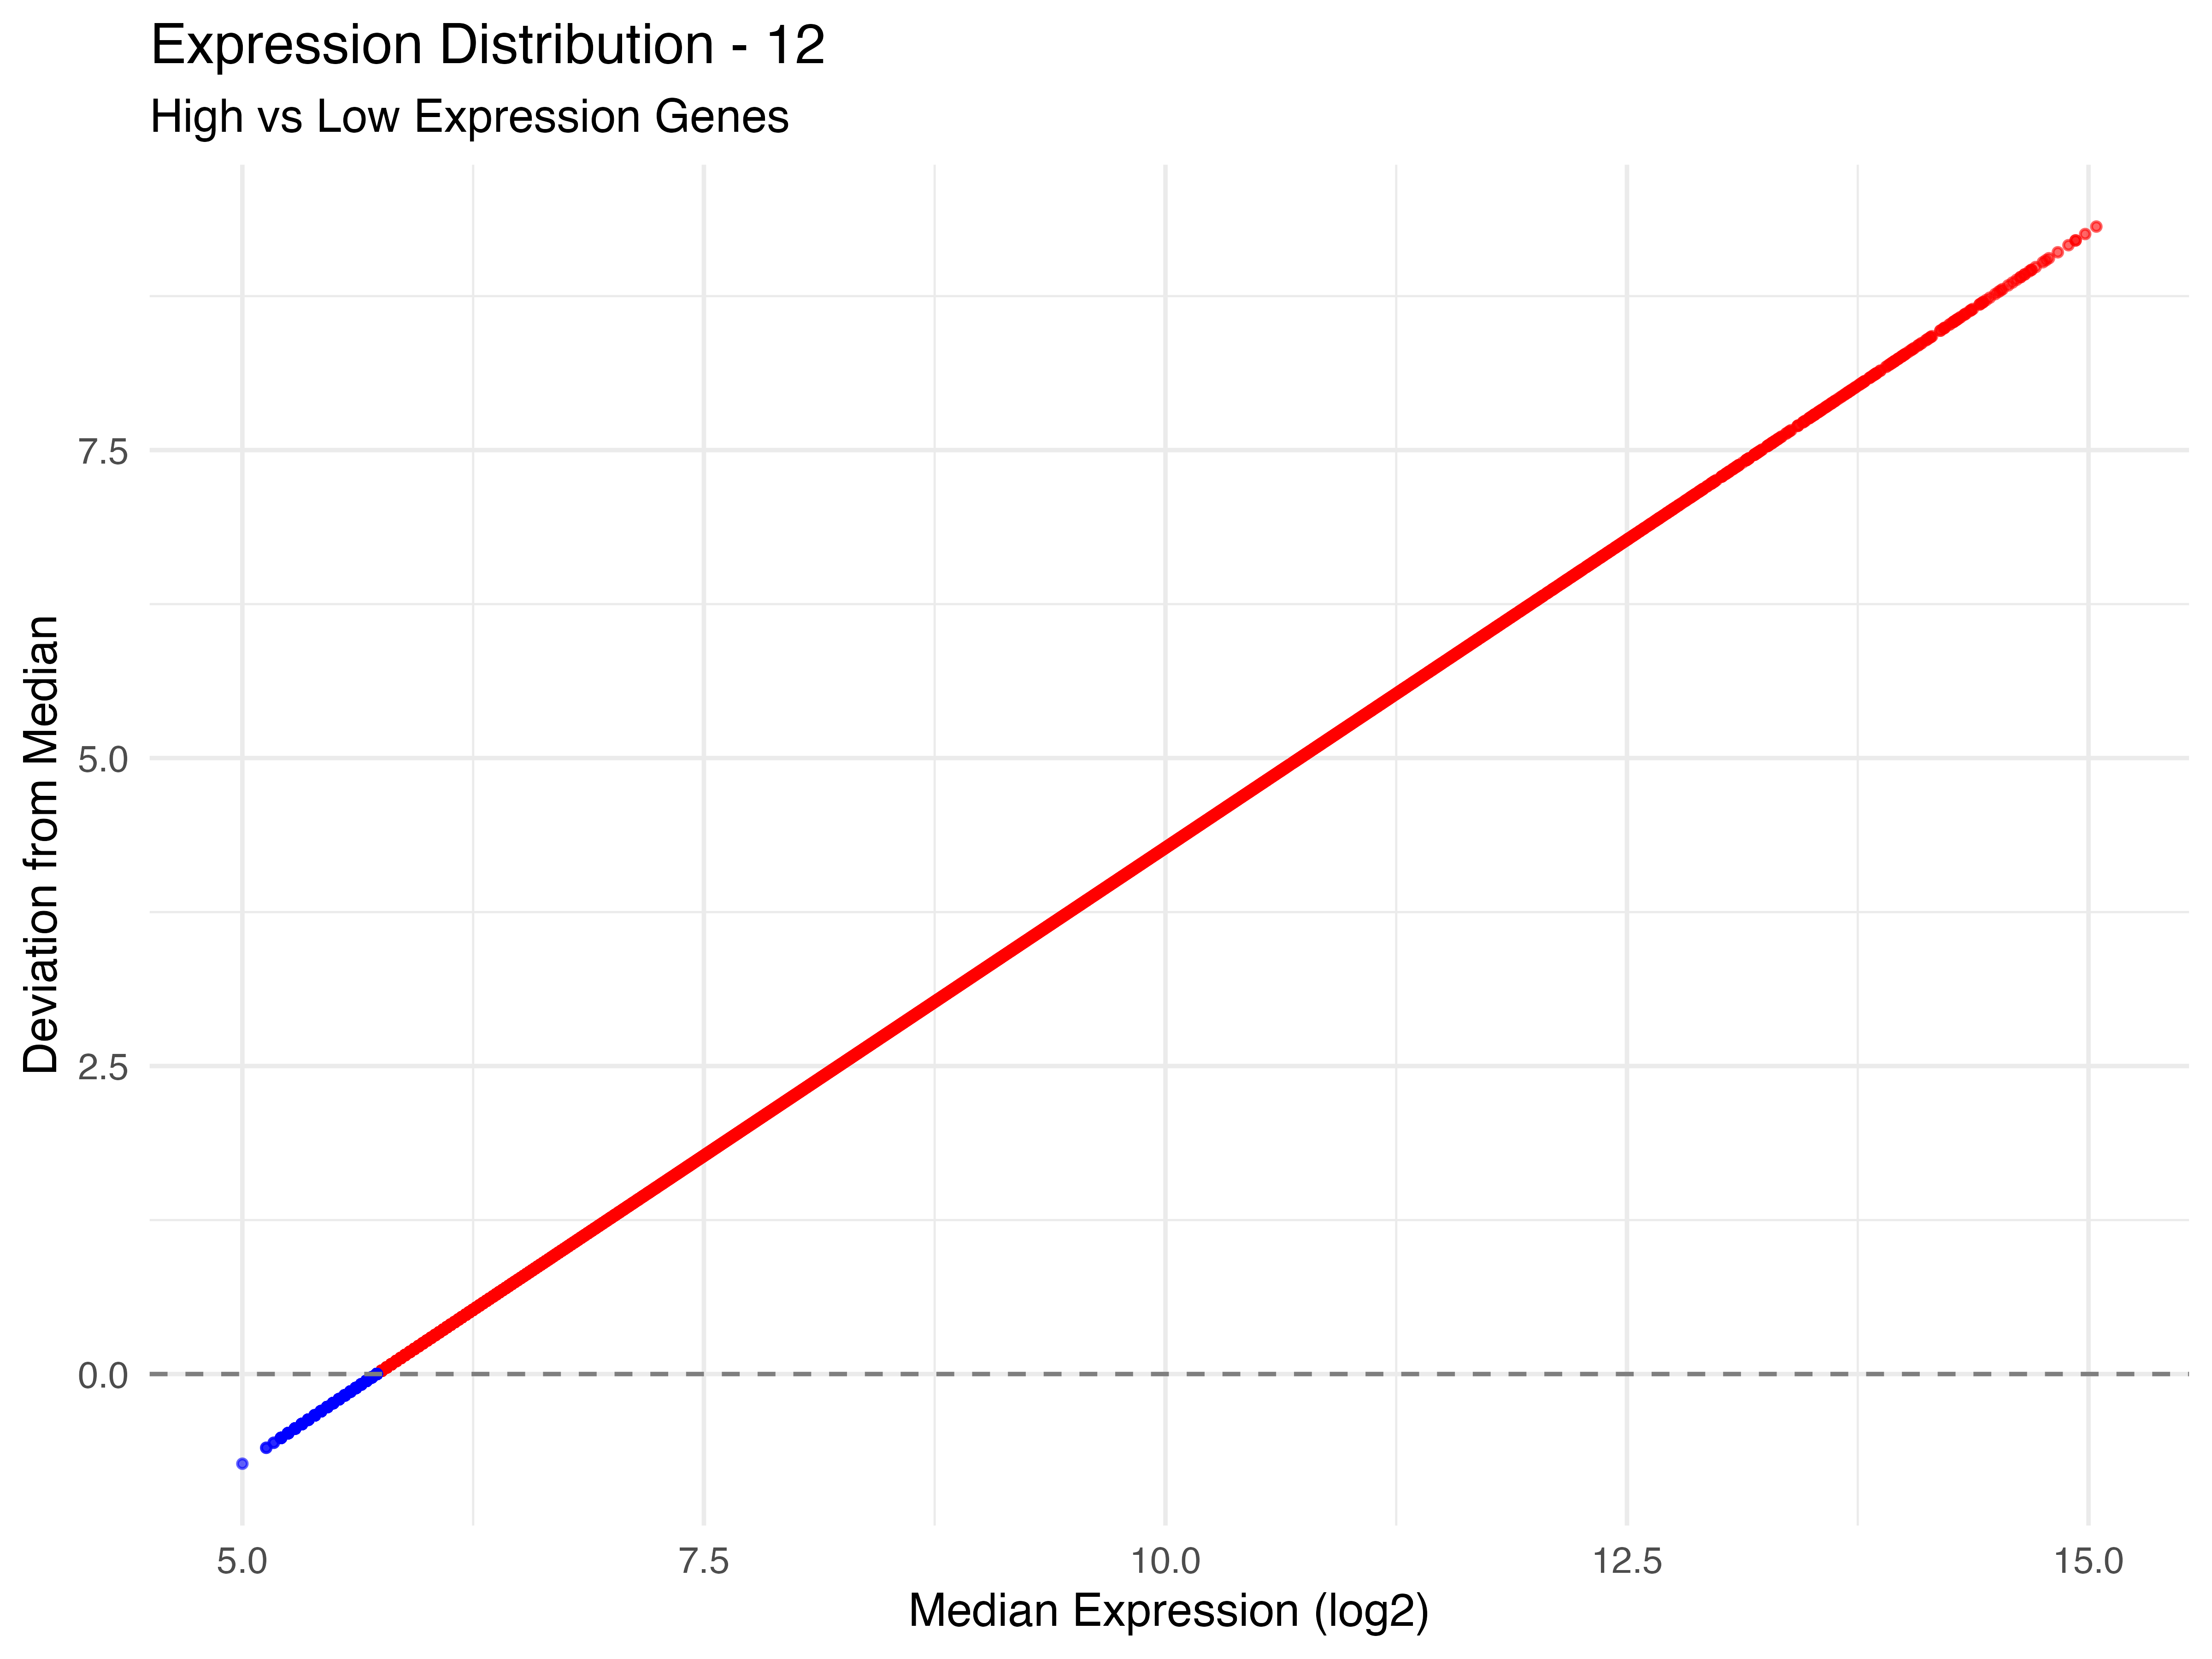 Expression Distribution - 12
High vs Low Expression Genes
Deviation from Median
7.5
5.0
2.5
0.0
5.0 7.5 10.0 12.5 15.0
Median Expression (log2)